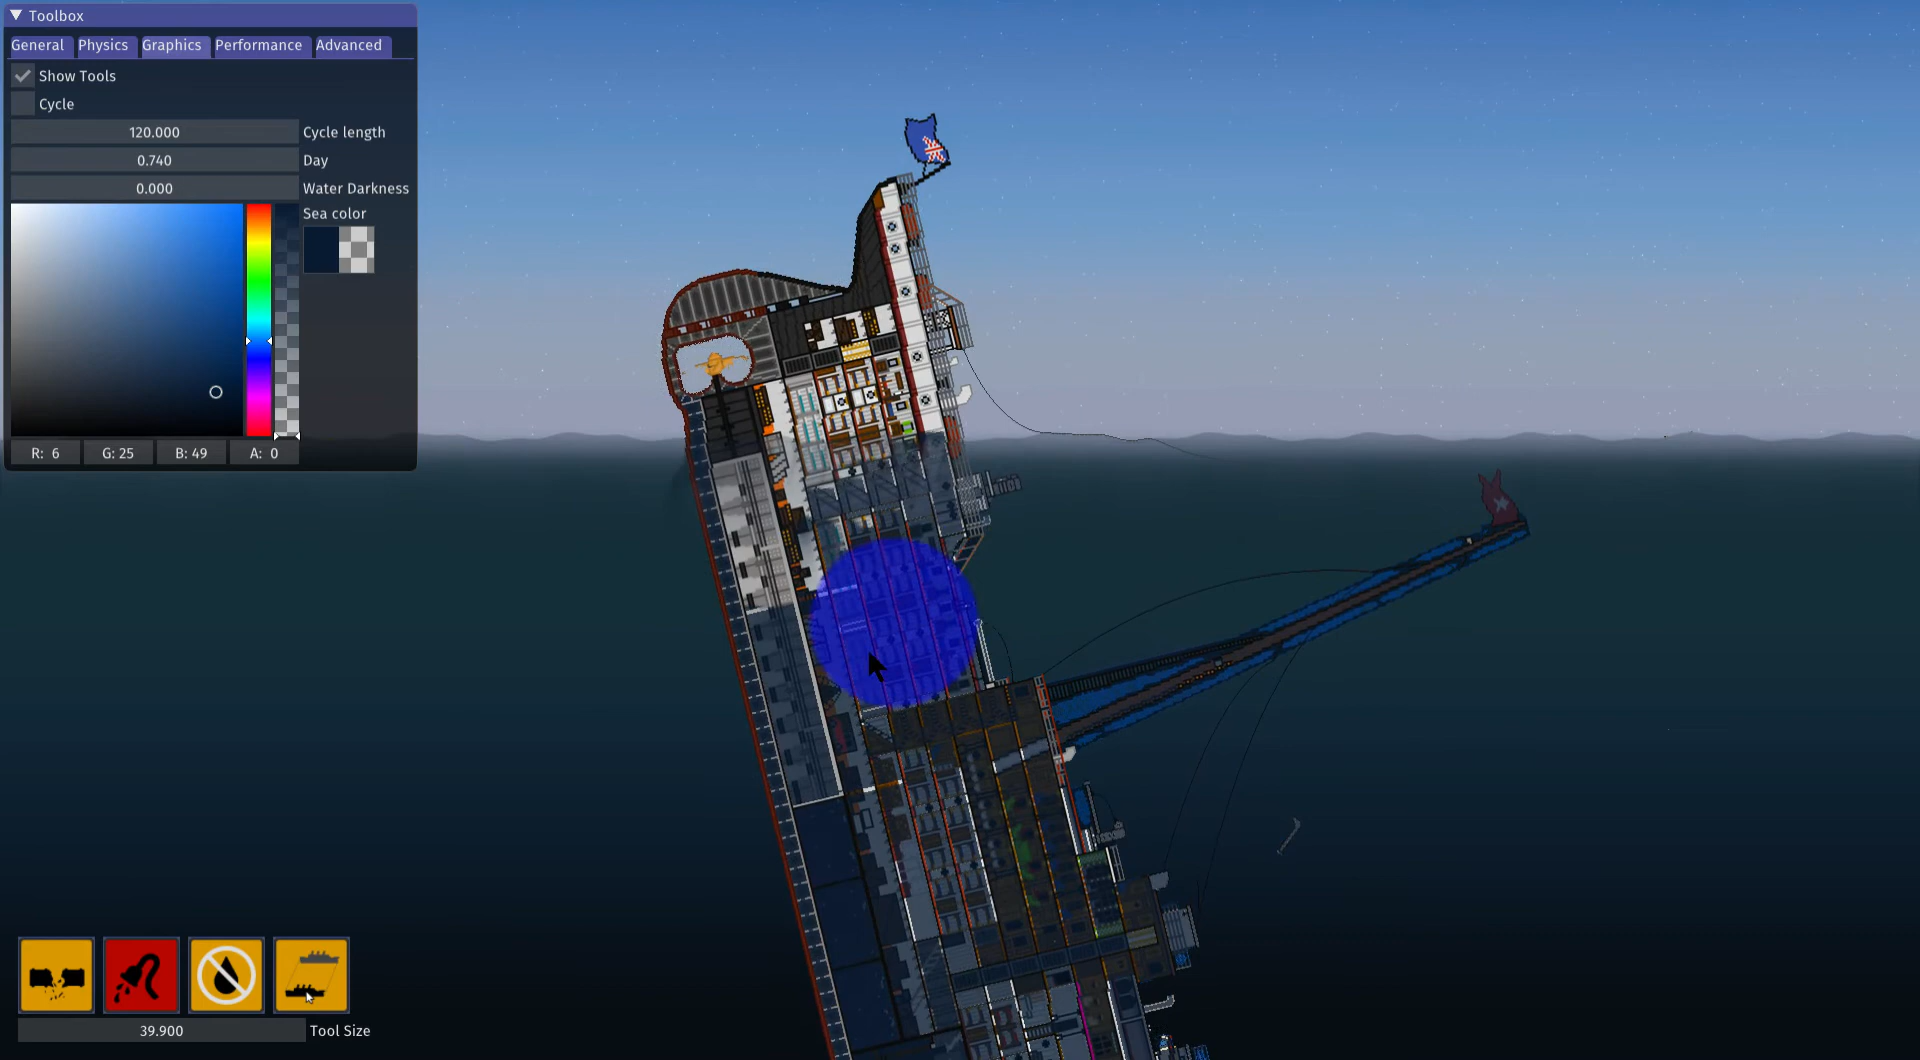 Toolbox
General Physics Graphics Performance Advanced
Show Tools
Cycle
120.000 Cycle length
0.740 Day
0.000 Water Darkness
Sea color
R: 6 G: 25 B: 49 A: 0
39.900 Tool Size